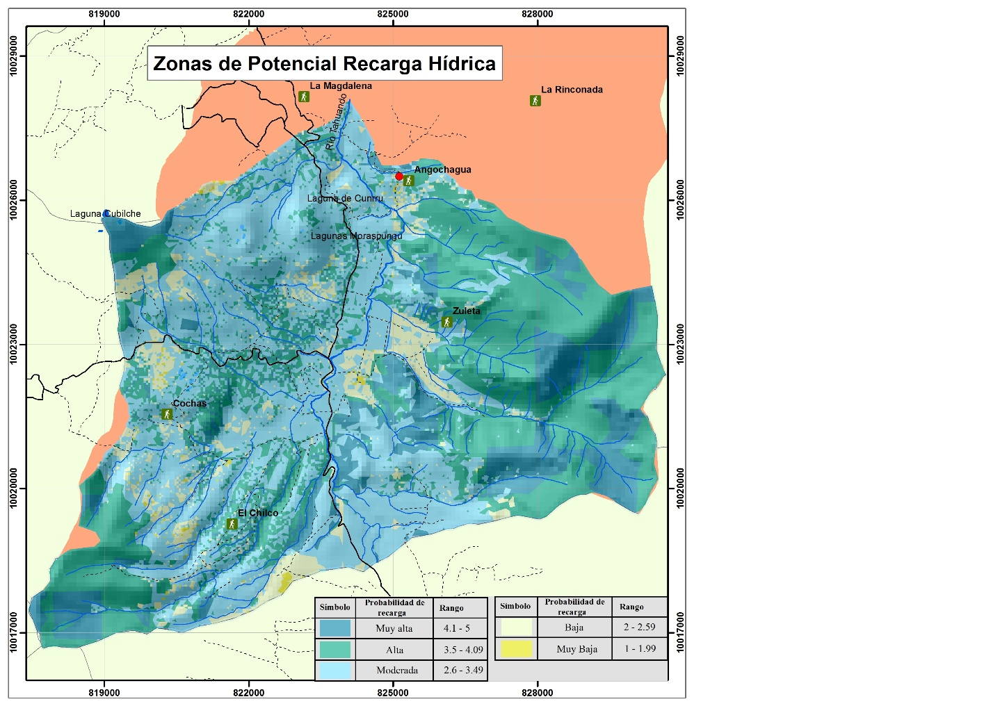 819000
822000
825000
828000
10029000
10029000
Zonas de Potencial Recarga Hídrica
La Magdalena
La Rinconada
Río Tahuando
Angochagua
10026000
10026000
Laguna de Cunrru
Laguna Cubilche
Lagunas Moraspungu
Zuleta
10023000
10023000
Cochas
10020000
10020000
El Chilco
10017000
10017000
Símbolo
Probabilidad de
recarga
Rango
Muy alta
4.1 - 5
Alta
3.5 - 4.09
Moderada
2.6 - 3.49
Símbolo
Probabilidad de
recarga
Rango
Baja
2 - 2.59
Muy Baja
1 - 1.99
819000
822000
825000
828000